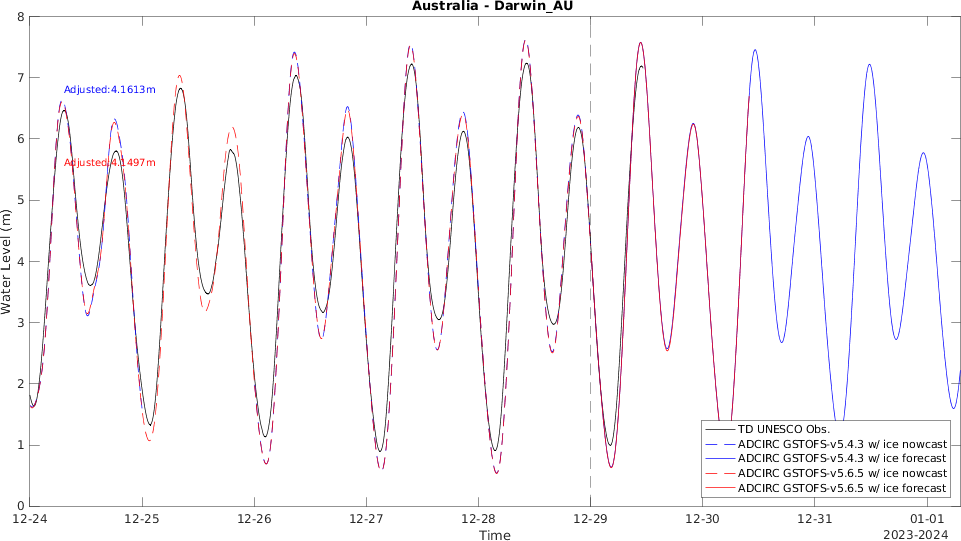 Australia - Darwin_AU
8
7
6
5
4
3
2
1
0
Water Level (m)
Adjusted:4.1613m
Adjusted:4.1497m
TD UNESCO Obs.
ADCIRC GSTOFS-v5.4.3 w/ ice nowcast
ADCIRC GSTOFS-v5.4.3 w/ ice forecast
ADCIRC GSTOFS-v5.6.5 w/ ice nowcast
ADCIRC GSTOFS-v5.6.5 w/ ice forecast
12-24 12-25 12-26 12-27 12-28 12-29 12-30 12-31 01-01
Time
2023-2024